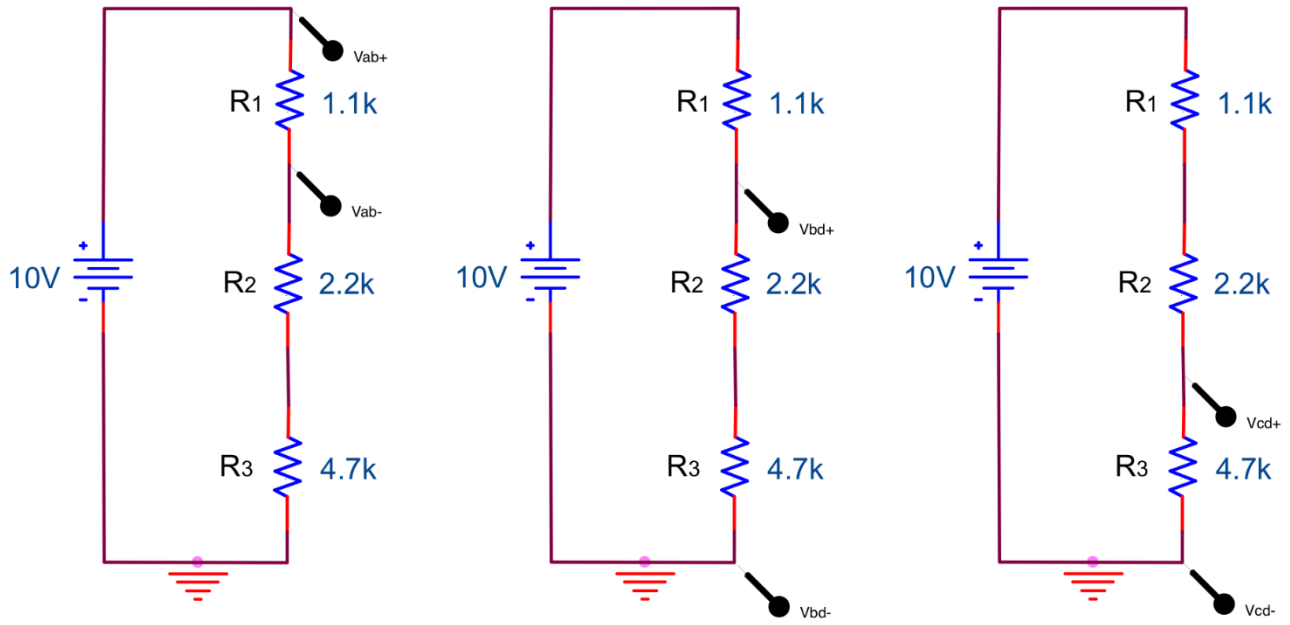 Vab+
R1 1.1k
Vab-
+
10V
-
R2 2.2k
R3 4.7k
R1 1.1k
Vbd+
+
10V
-
R2 2.2k
R3 4.7k
Vbd-
R1 1.1k
+
10V
-
R2 2.2k
Vcd+
R3 4.7k
Vcd-